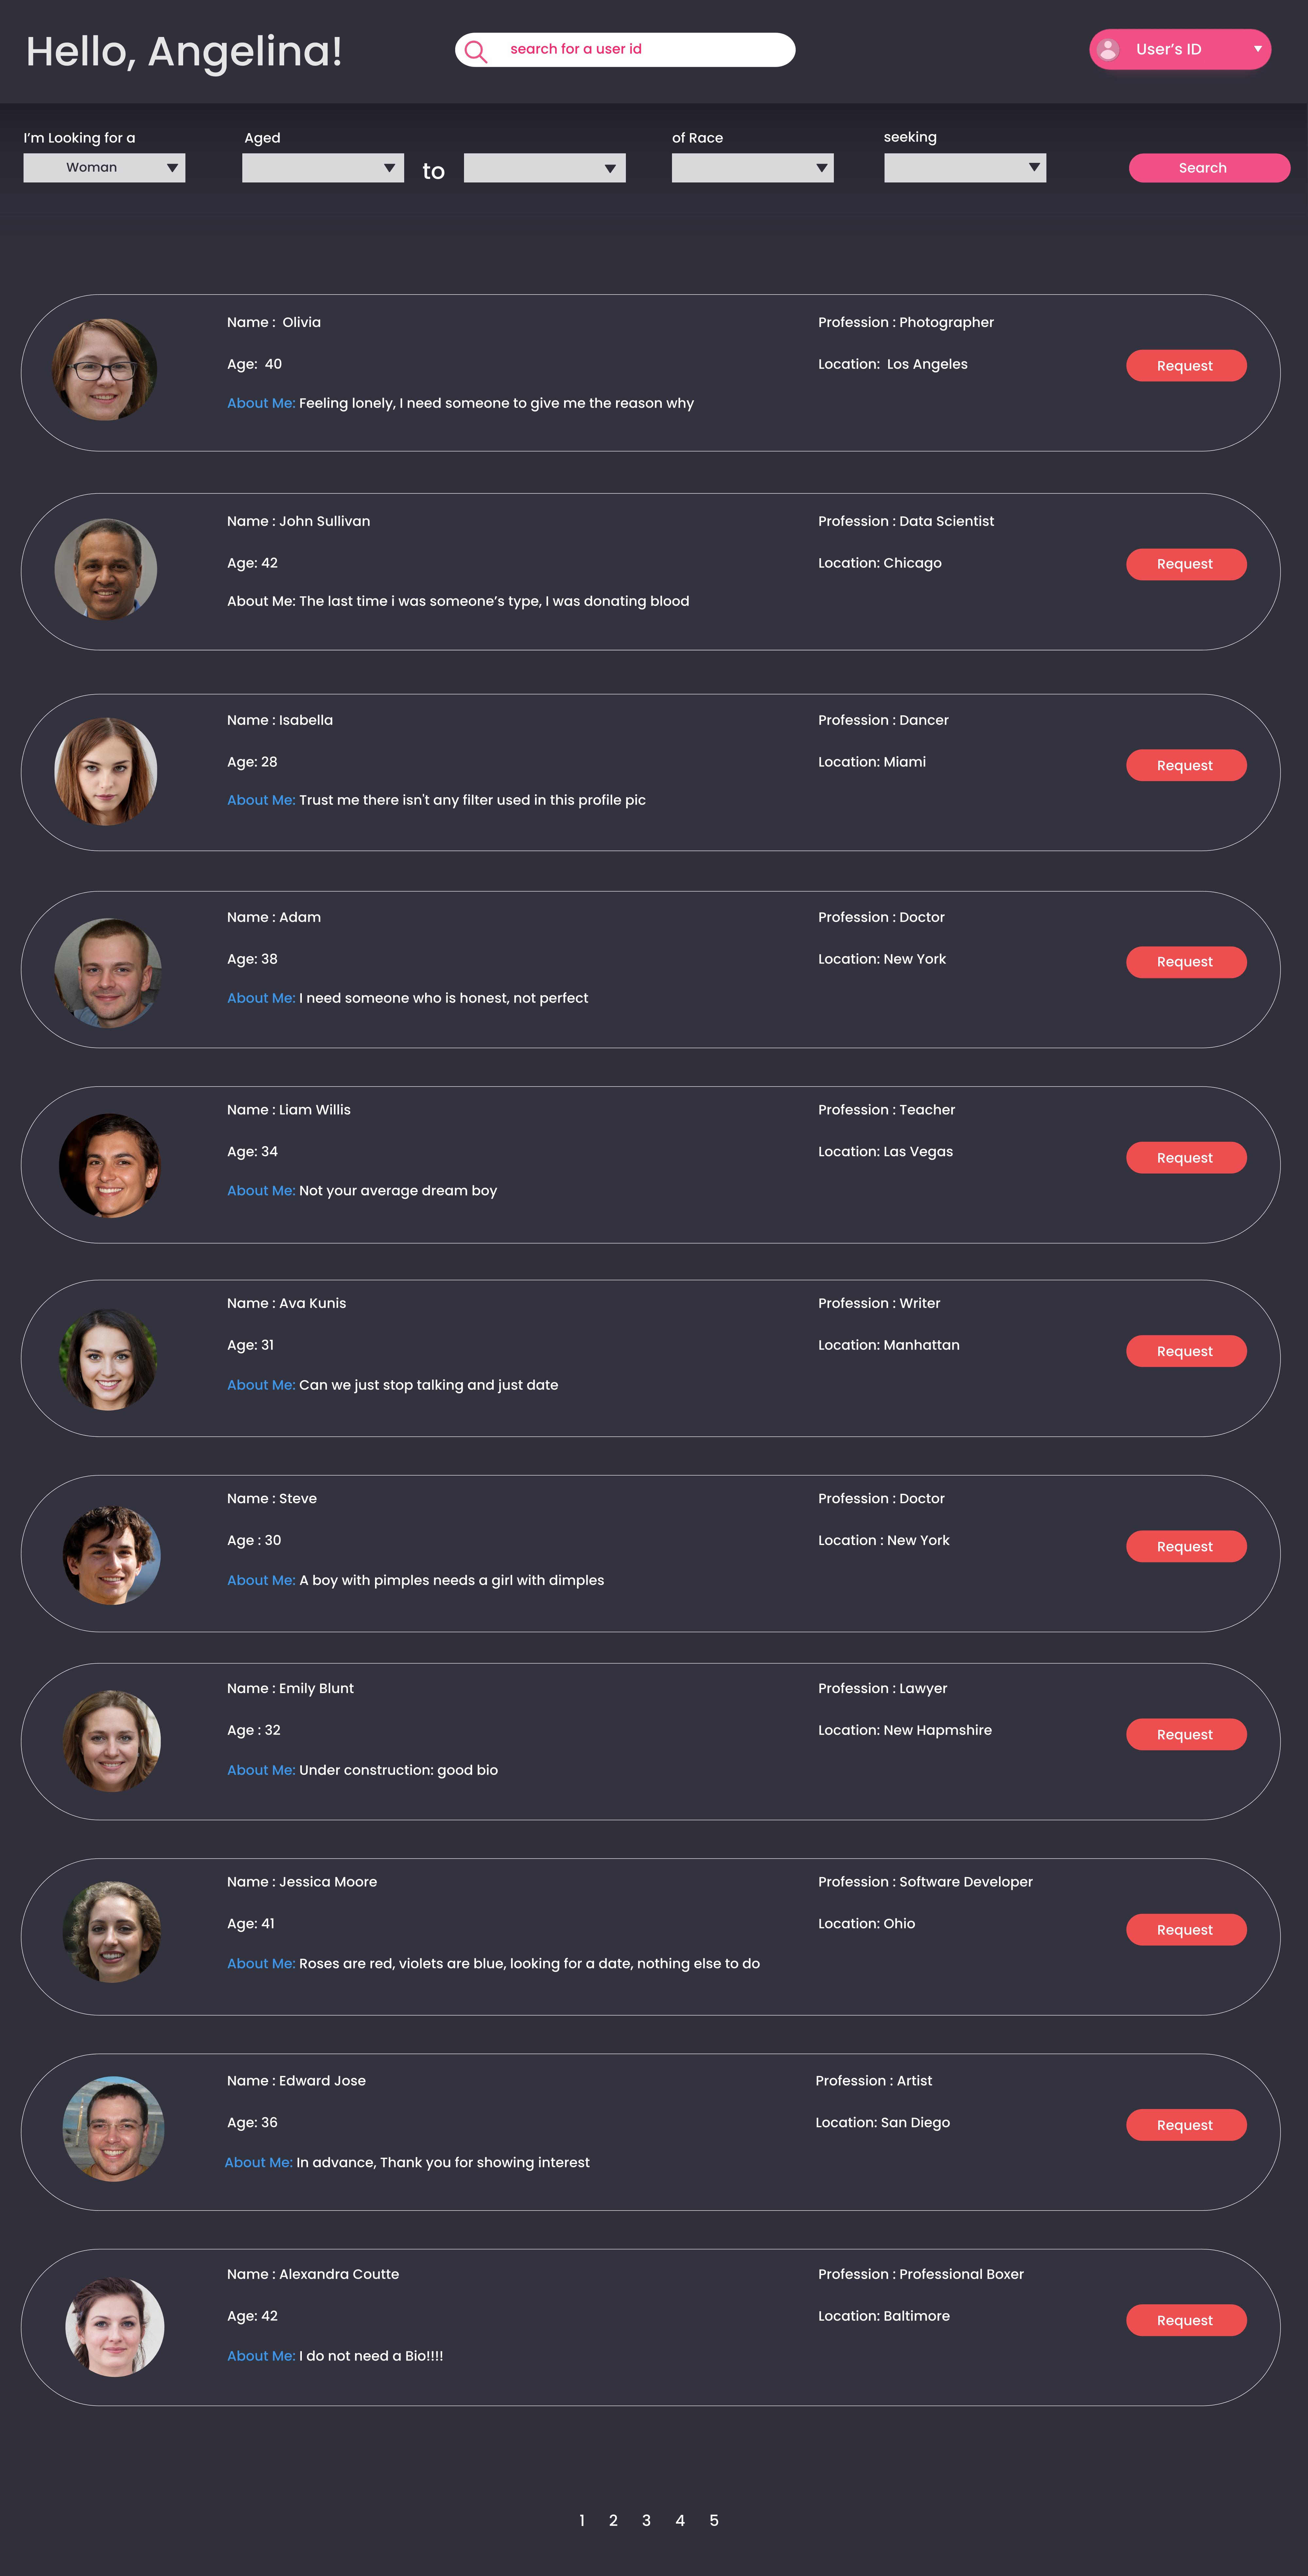 Hello, Angelina!
search for a user id
User’s ID
I’m Looking for a
Aged
of Race
seeking
Woman
to
Search
Name :  Olivia
Profession : Photographer
Age:  40
Location:  Los Angeles
Request
About Me: Feeling lonely, I need someone to give me the reason why
Name : John Sullivan
Profession : Data Scientist
Age: 42
Location: Chicago
Request
About Me: The last time i was someone’s type, I was donating blood
Name : Isabella
Profession : Dancer
Age: 28
Location: Miami
Request
About Me: Trust me there isn't any filter used in this profile pic
Name : Adam
Profession : Doctor
Age: 38
Location: New York
Request
About Me: I need someone who is honest, not perfect
Name : Liam Willis
Profession : Teacher
Age: 34
Location: Las Vegas
Request
About Me: Not your average dream boy
Name : Ava Kunis
Profession : Writer
Age: 31
Location: Manhattan
Request
About Me: Can we just stop talking and just date
Name : Steve
Profession : Doctor
Age : 30
Location : New York
Request
About Me: A boy with pimples needs a girl with dimples
Name : Emily Blunt
Profession : Lawyer
Age : 32
Location: New Hapmshire
Request
About Me: Under construction: good bio
Name : Jessica Moore
Profession : Software Developer
Age: 41
Location: Ohio
Request
About Me: Roses are red, violets are blue, looking for a date, nothing else to do
Name : Edward Jose
Profession : Artist
Age: 36
Location: San Diego
Request
About Me: In advance, Thank you for showing interest
Name : Alexandra Coutte
Profession : Professional Boxer
Age: 42
Location: Baltimore
Request
About Me: I do not need a Bio!!!!
1 2 3 4 5